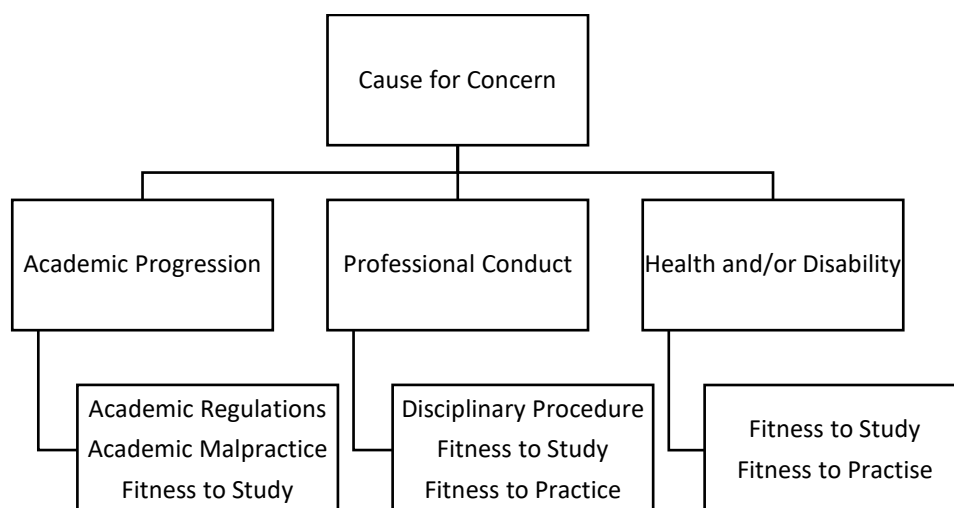 Cause for Concern
Academic Progression
Professional Conduct
Health and/or Disability
Academic Regulations
Academic Malpractice
Fitness to Study
Disciplinary Procedure
Fitness to Study
Fitness to Practice
Fitness to Study
Fitness to Practise